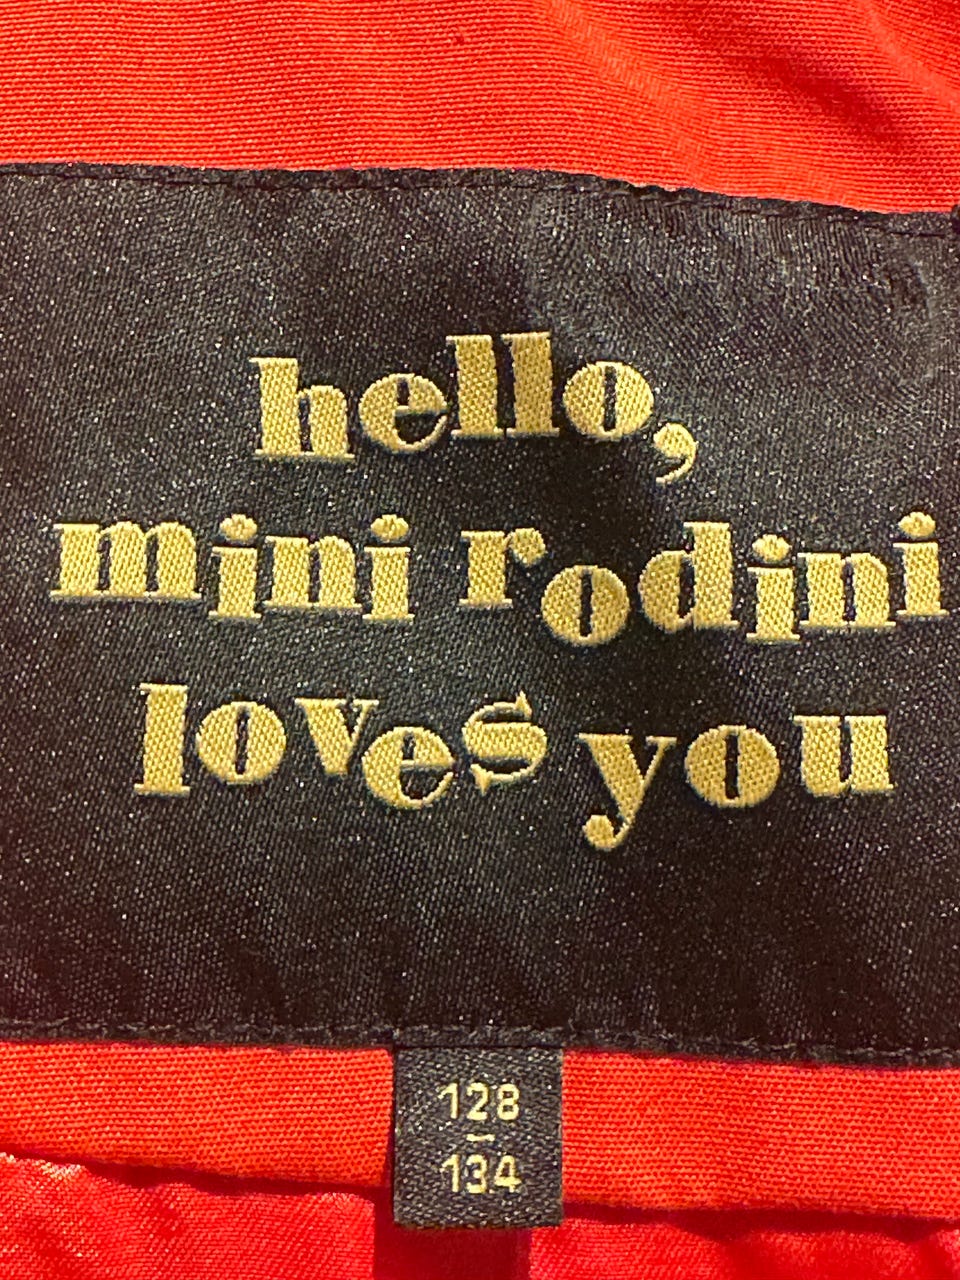 hello,
mini rodini
loves you
128
–
134